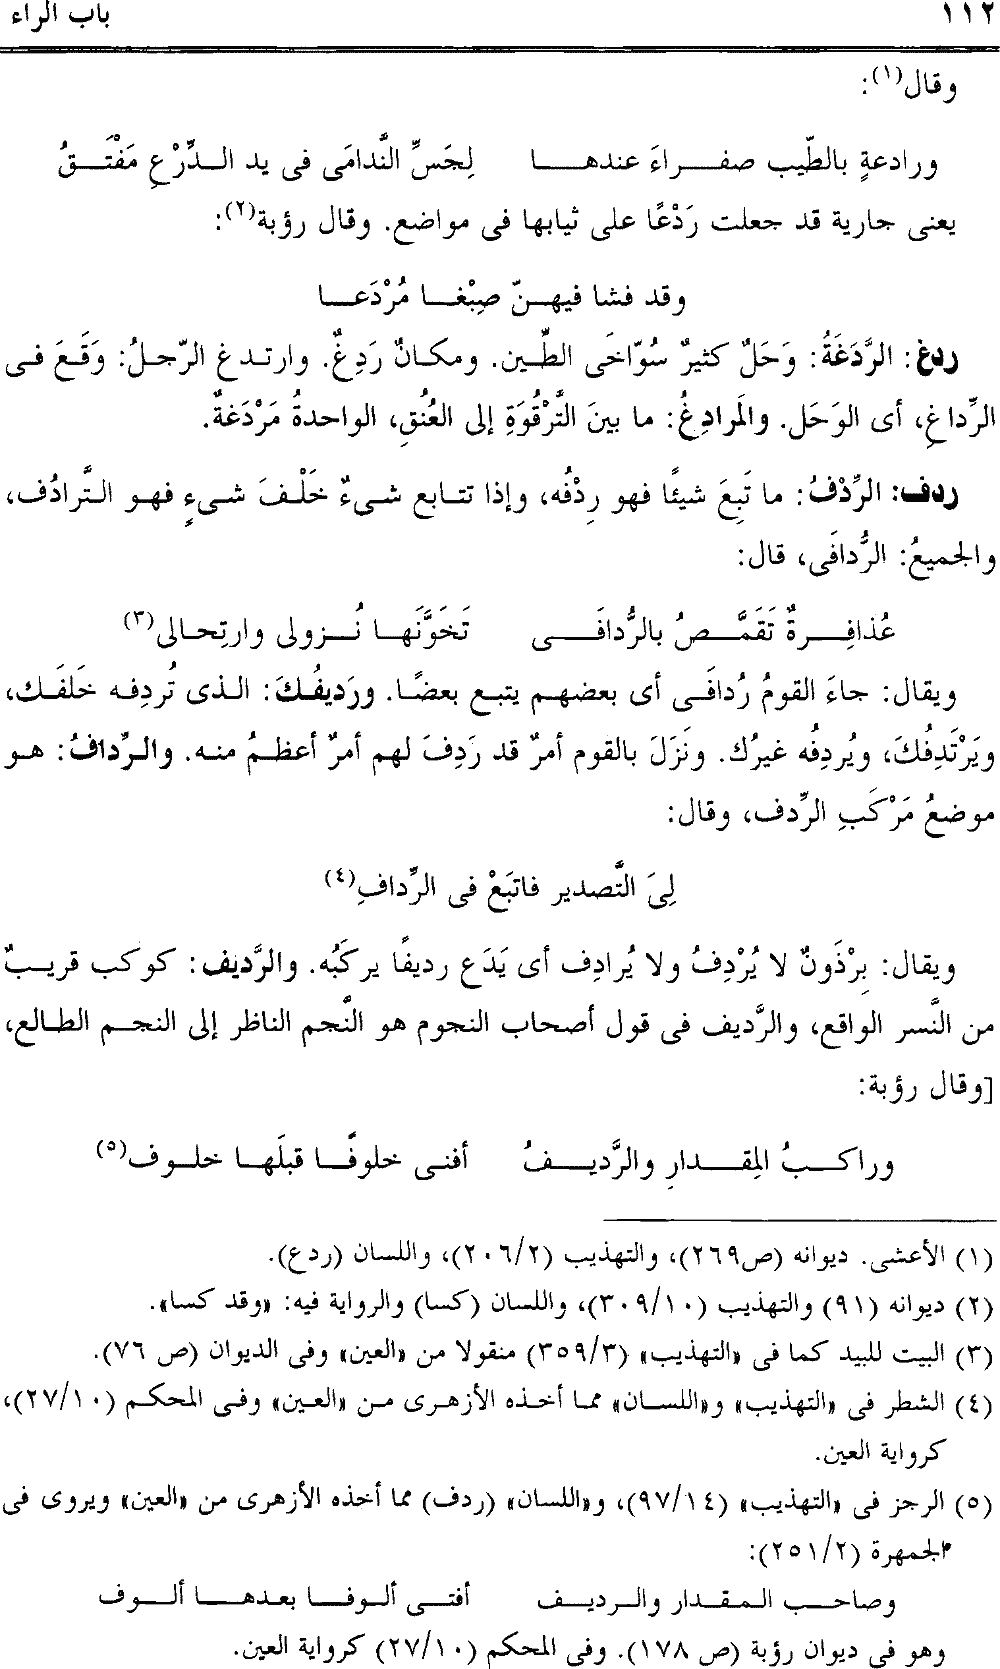 ١١٢ باب الراء
وقال(١):
ورادعةٍ بالطّيب صفراءَ عندها لِجَسِّ النَّدامَى فى يد الدِّرْعِ مَفْتَقُ
يعنى جارية قد جعلت رَدْعًا على ثيابها فى مواضع. وقال رؤبة(٢):
وقد فشا فيهنّ صِبْغا مُرْدَعا
ردغ: الرَّدَغَةُ: وَحَلٌ كثيرٌ سُوّاخَى الطِّين. ومكانٌ رَدِغٌ. وارتدغ الرّجلُ: وَقَعَ فى
الرِّداغِ، أى الوَحَل. والمَرادِغُ: ما بينَ التَّرْقُوَةِ إلى العُنقِ، الواحدةُ مَرْدَغةٌ.
ردف: الرِّدْفُ: ما تَبِعَ شيئًا فهو رِدْفُه، وإذا تتابع شىءٌ خَلْفَ شىءٍ فهو التَّرادُف،
والجميعُ: الرُّدافَى، قال:
عُذافِرةٌ تَقَمَّصُ بالرُّدافَى تَخَوَّنَها نُزولى وارتِحالى(٣)
ويقال: جاءَ القومُ رُدافَى أى بعضهم يتبع بعضًا. ورَديفُكَ: الذى تُردِفه خَلفَك،
ويَرْتَدِفُكَ، ويُردِفُه غيرُك. ونَزَلَ بالقوم أمرٌ قد رَدِفَ لهم أمرٌ أعظمُ منه. والرِّدافُ: هو
موضعُ مَرْكَبِ الرِّدف، وقال:
لِىَ التَّصدير فاتبَعْ فى الرِّدافِ(٤)
ويقال: بِرْذَونٌ لا يُرْدِفُ ولا يُرادِف أى يَدَع رديفًا يركَبُه. والرَّديف: كوكب قريبٌ
من النَّسر الواقع، والرَّديف فى قول أصحاب النجوم هو النَّجم الناظر إلى النجم الطالع،
[وقال رؤبة:
وراكبُ المِقدارِ والرَّديفُ أفنى خلوفًا قبلَها خلوف(٥)
(١) الأعشى. ديوانه (ص٢٦٩)، والتهذيب (٢٠٦/٢)، واللسان (ردع).
(٢) ديوانه (٩١) والتهذيب (٣٠٩/١٠)، واللسان (كسا) والرواية فيه: «وقد كسا».
(٣) البيت للبيد كما فى «التهذيب» (٣٥٩/٣) منقولا من «العين» وفى الديوان (ص ٧٦).
(٤) الشطر فى «التهذيب» و«اللسان» مما أخذه الأزهرى من «العين» وفى المحكم (٢٧/١٠)،
كرواية العين.
(٥) الرجز فى «التهذيب» (٩٧/١٤)، و«اللسان» (ردف) مما أخذه الأزهرى من «العين» ويروى فى
الجمهرة (٢٥١/٢):
وصاحب المقدار والرديف أفتى ألوفا بعدها ألوف
وهو فى ديوان رؤبة (ص ١٧٨). وفى المحكم (٢٧/١٠) كرواية العين.